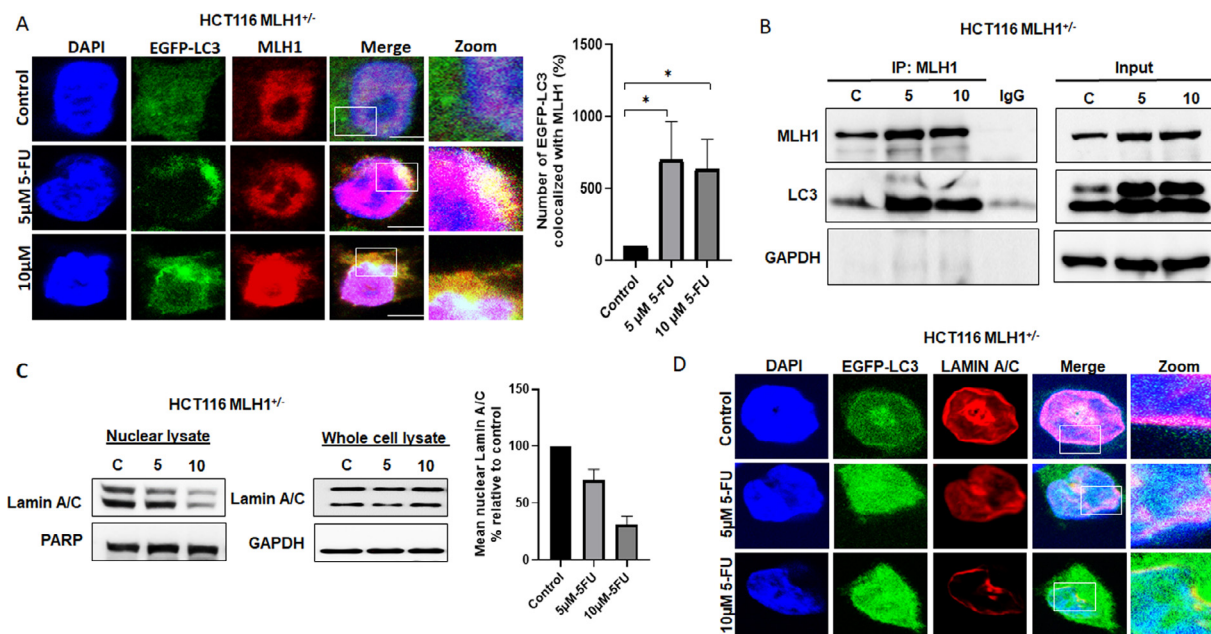 A
HCT116 MLH1+/-
DAPI EGFP-LC3 MLH1 Merge Zoom
Control
5µM 5-FU
10µM
Number of EGFP-LC3
colocalized with MLH1 (%)
1500
1000
500
0
* *
Control
5 µM 5-FU
10 µM 5-FU
B
HCT116 MLH1+/-
IP: MLH1 Input
C 5 10 IgG C 5 10
MLH1
LC3
GAPDH
C
HCT116 MLH1+/-
Nuclear lysate Whole cell lysate
C 5 10 C 5 10
Lamin A/C Lamin A/C
PARP GAPDH
Mean nuclear Lamin A/C
% relative to control
150
100
50
0
Control
5µM-5FU
10µM-5FU
D
HCT116 MLH1+/-
DAPI EGFP-LC3 LAMIN A/C Merge Zoom
Control
5µM 5-FU
10µM 5-FU